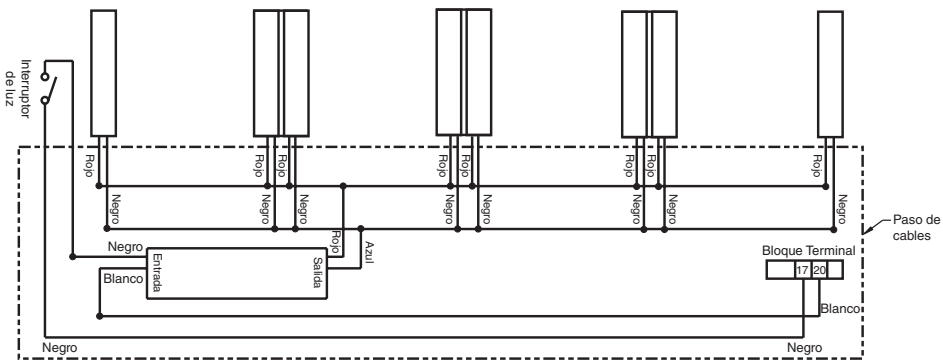 Interruptor
de luz
Rojo
Rojo
Rojo
Rojo
Rojo
Rojo
Rojo
Rojo
Negro
Negro
Negro
Negro
Negro
Negro
Negro
Negro
Paso de
cables
Negro
Blanco
Entrada
Salida
Rojo
Azul
Bloque Terminal
17 20
Blanco
Negro
Negro